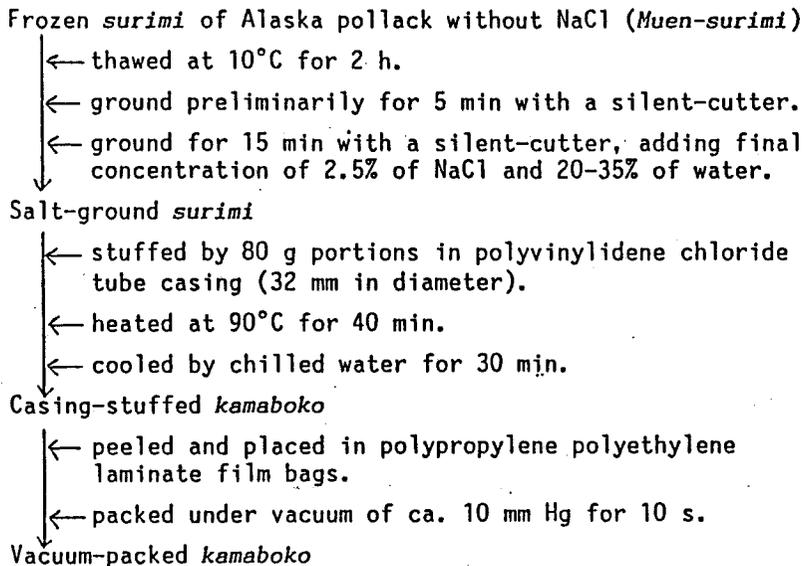 Frozen surimi of Alaska pollack without NaCl (Muen-surimi)
thawed at 10°C for 2 h.
ground preliminarily for 5 min with a silent-cutter.
ground for 15 min with a silent-cutter, adding final
concentration of 2.5% of NaCl and 20-35% of water.
Salt-ground surimi
stuffed by 80 g portions in polyvinylidene chloride
tube casing (32 mm in diameter).
heated at 90°C for 40 min.
cooled by chilled water for 30 min.
Casing-stuffed kamaboko
peeled and placed in polypropylene polyethylene
laminate film bags.
packed under vacuum of ca. 10 mm Hg for 10 s.
Vacuum-packed kamaboko